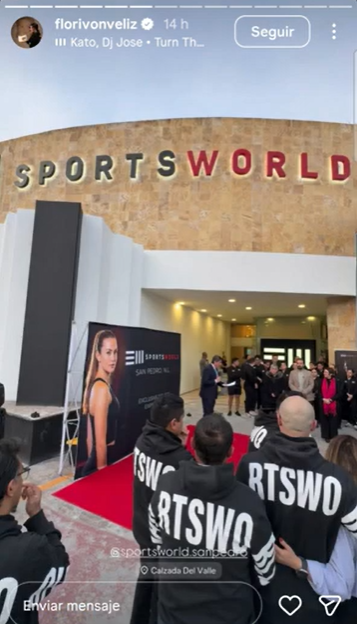 florivonveliz 14 h
Kato, Dj Jose • Turn Th...
Seguir
SPORTSWORLD
SPORTSWORLD
SAN PEDRO N.L.
TSWO
RTSWO
RTSWO
@sportsworld.sanpedro
Calzada Del Valle
Enviar mensaje